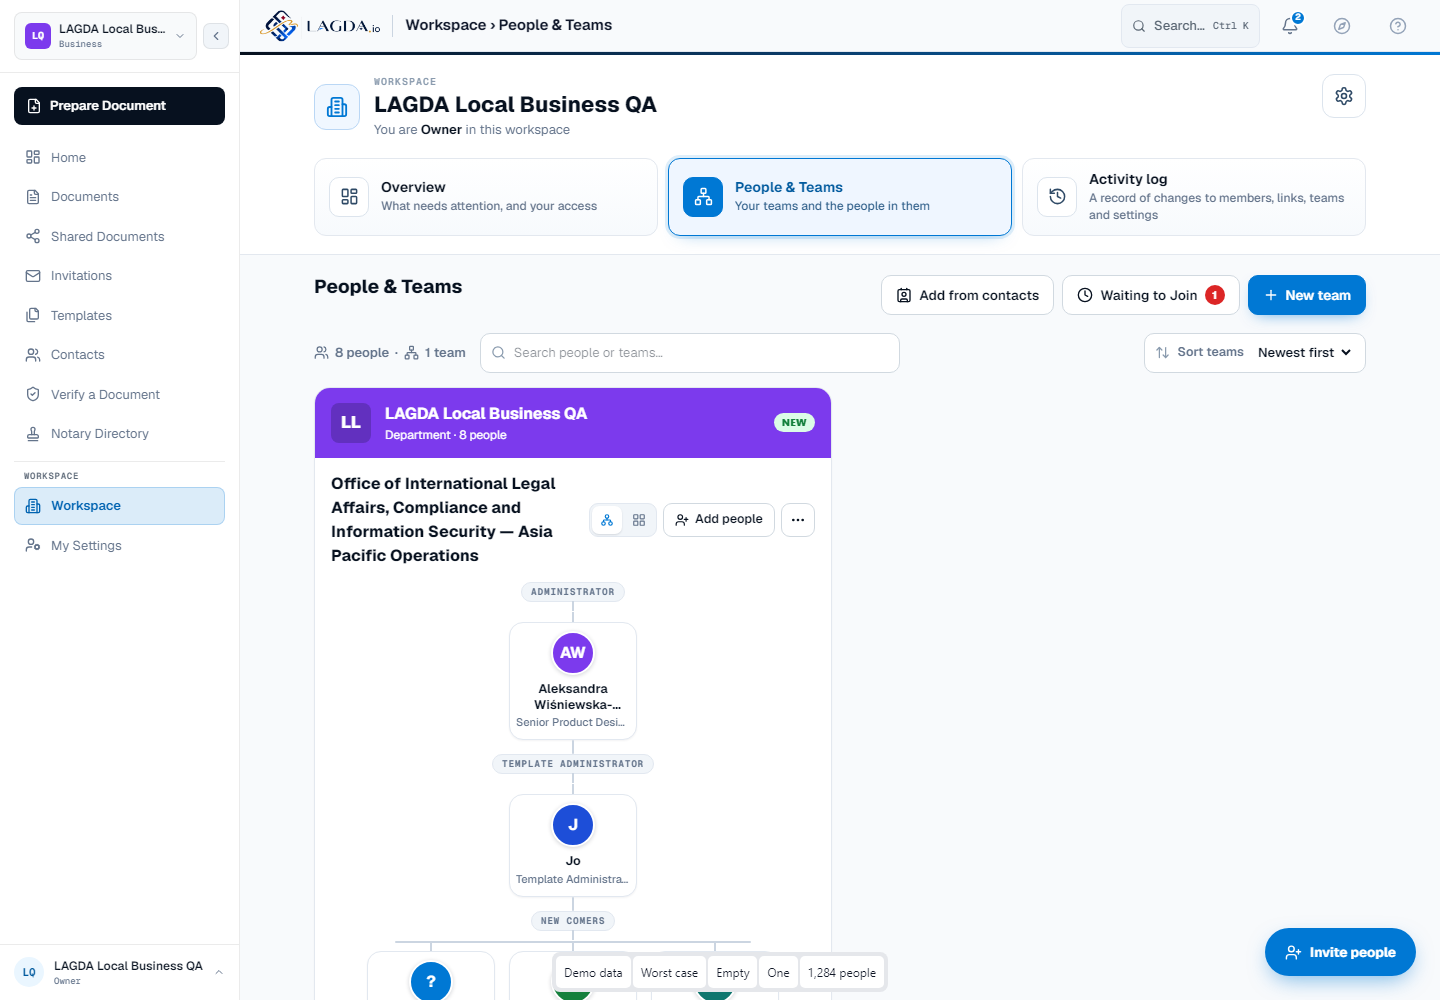 LQ
LAGDA Local Bus...
Business
LAGDA.io
Workspace › People & Teams
Search... Ctrl K
2
Prepare Document
Home
Documents
Shared Documents
Invitations
Templates
Contacts
Verify a Document
Notary Directory
WORKSPACE
Workspace
My Settings
LQ
LAGDA Local Business QA
Owner
WORKSPACE
LAGDA Local Business QA
You are Owner in this workspace
Overview
What needs attention, and your access
People & Teams
Your teams and the people in them
Activity log
A record of changes to members, links, teams
and settings
People & Teams
Add from contacts
Waiting to Join 1
New team
8 people · 1 team
Search people or teams...
Sort teams Newest first
LL
LAGDA Local Business QA
Department · 8 people
NEW
Office of International Legal
Affairs, Compliance and
Information Security — Asia
Pacific Operations
Add people
ADMINISTRATOR
AW
Aleksandra
Wiśniewska-...
Senior Product Desi...
TEMPLATE ADMINISTRATOR
J
Jo
Template Administra...
NEW COMERS
?
Demo data
Worst case
Empty
One
1,284 people
Invite people